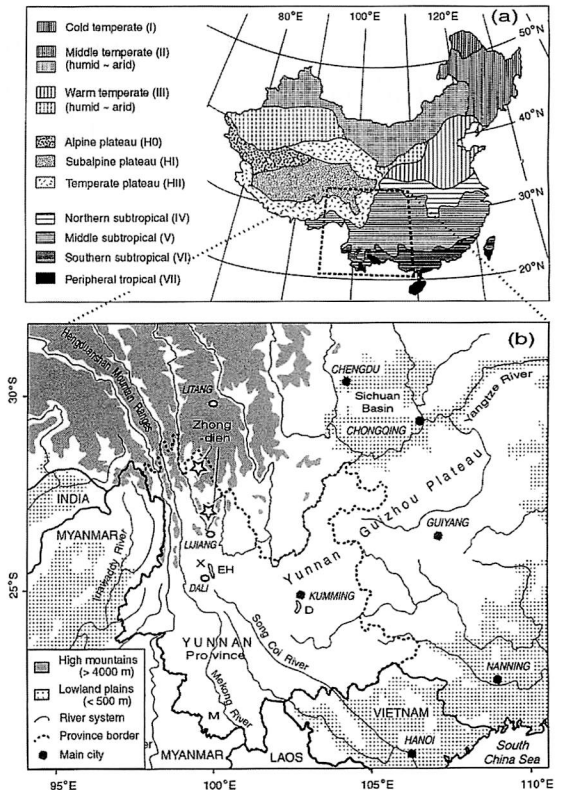 80°E
100°E
120°E
(a)
50°N
40°N
30°N
20°N
Cold temperate (I)
Middle temperate (II)
(humid ~ arid)
Warm temperate (III)
(humid ~ arid)
Alpine plateau (H0)
Subalpine plateau (HI)
Temperate plateau (HII)
Northern subtropical (IV)
Middle subtropical (V)
Southern subtropical (VI)
Peripheral tropical (VII)
(b)
Hengduanshan Mountain Ranges
LITANG
Zhong
-dien
CHENGDU
Sichuan
Basin
CHONGQING
Yangtze River
30°S
INDIA
MYANMAR
Irrawaddy River
LIJIANG
EH
DALI
Yunnan Guizhou Plateau
GUIYANG
KUMMING
D
25°S
YUNNAN
Province
Song Coi River
Mekong River
M
NANNING
VIETNAM
HANOI
South
China Sea
MYANMAR
LAOS
High mountains
(> 4000 m)
Lowland plains
(< 500 m)
River system
Province border
Main city
95°E
100°E
105°E
110°E